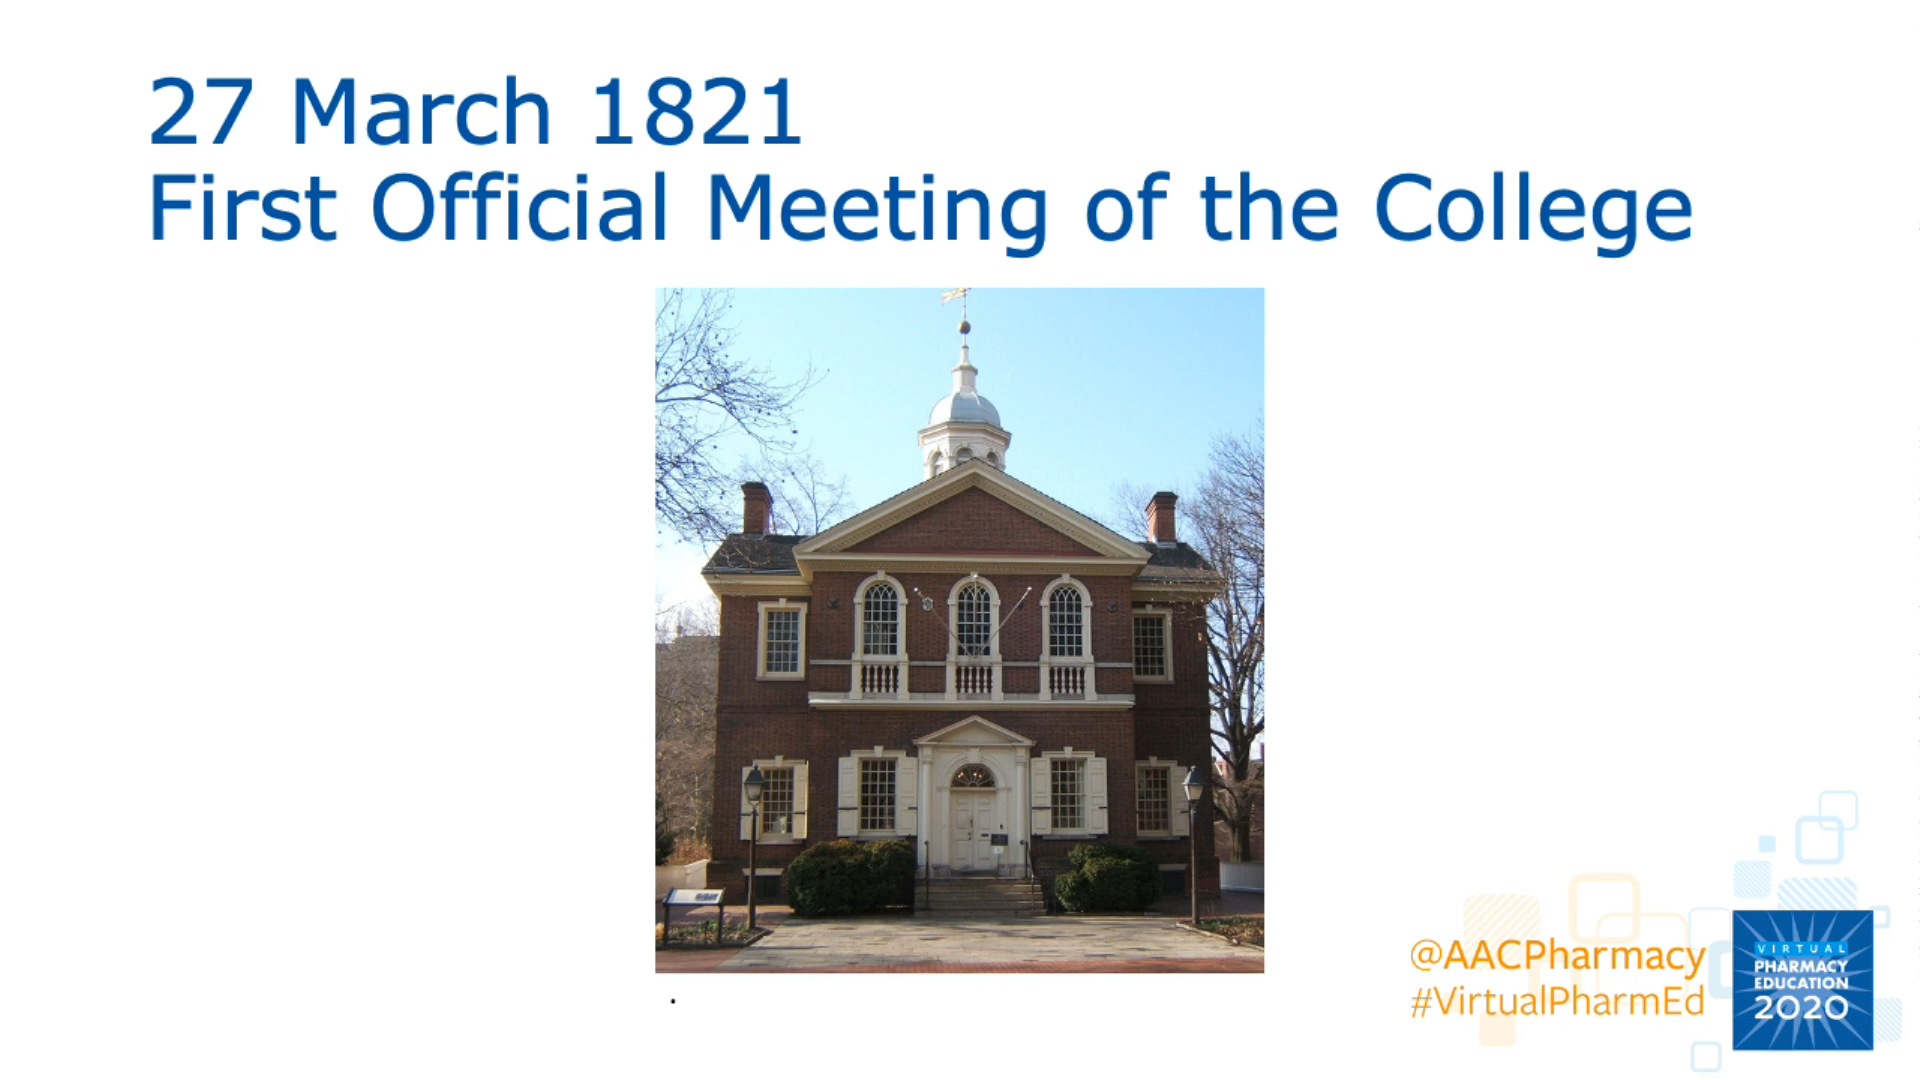 27 March 1821
First Official Meeting of the College
.
@AACPharmacy
#VirtualPharmEd
VIRTUAL
PHARMACY
EDUCATION
2020